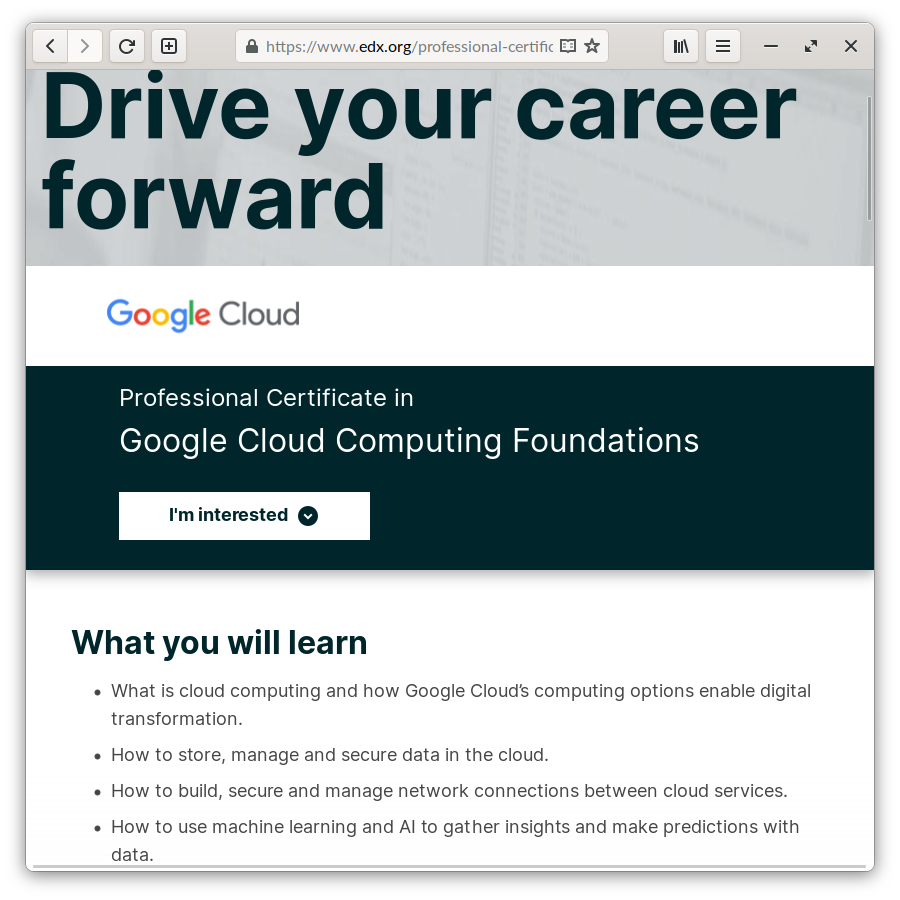 https://www.edx.org/professional-certific
Drive your career
forward
Google Cloud
Professional Certificate in
Google Cloud Computing Foundations
I'm interested
What you will learn
• What is cloud computing and how Google Cloud's computing options enable digital
transformation.
• How to store, manage and secure data in the cloud.
• How to build, secure and manage network connections between cloud services.
• How to use machine learning and AI to gather insights and make predictions with
data.